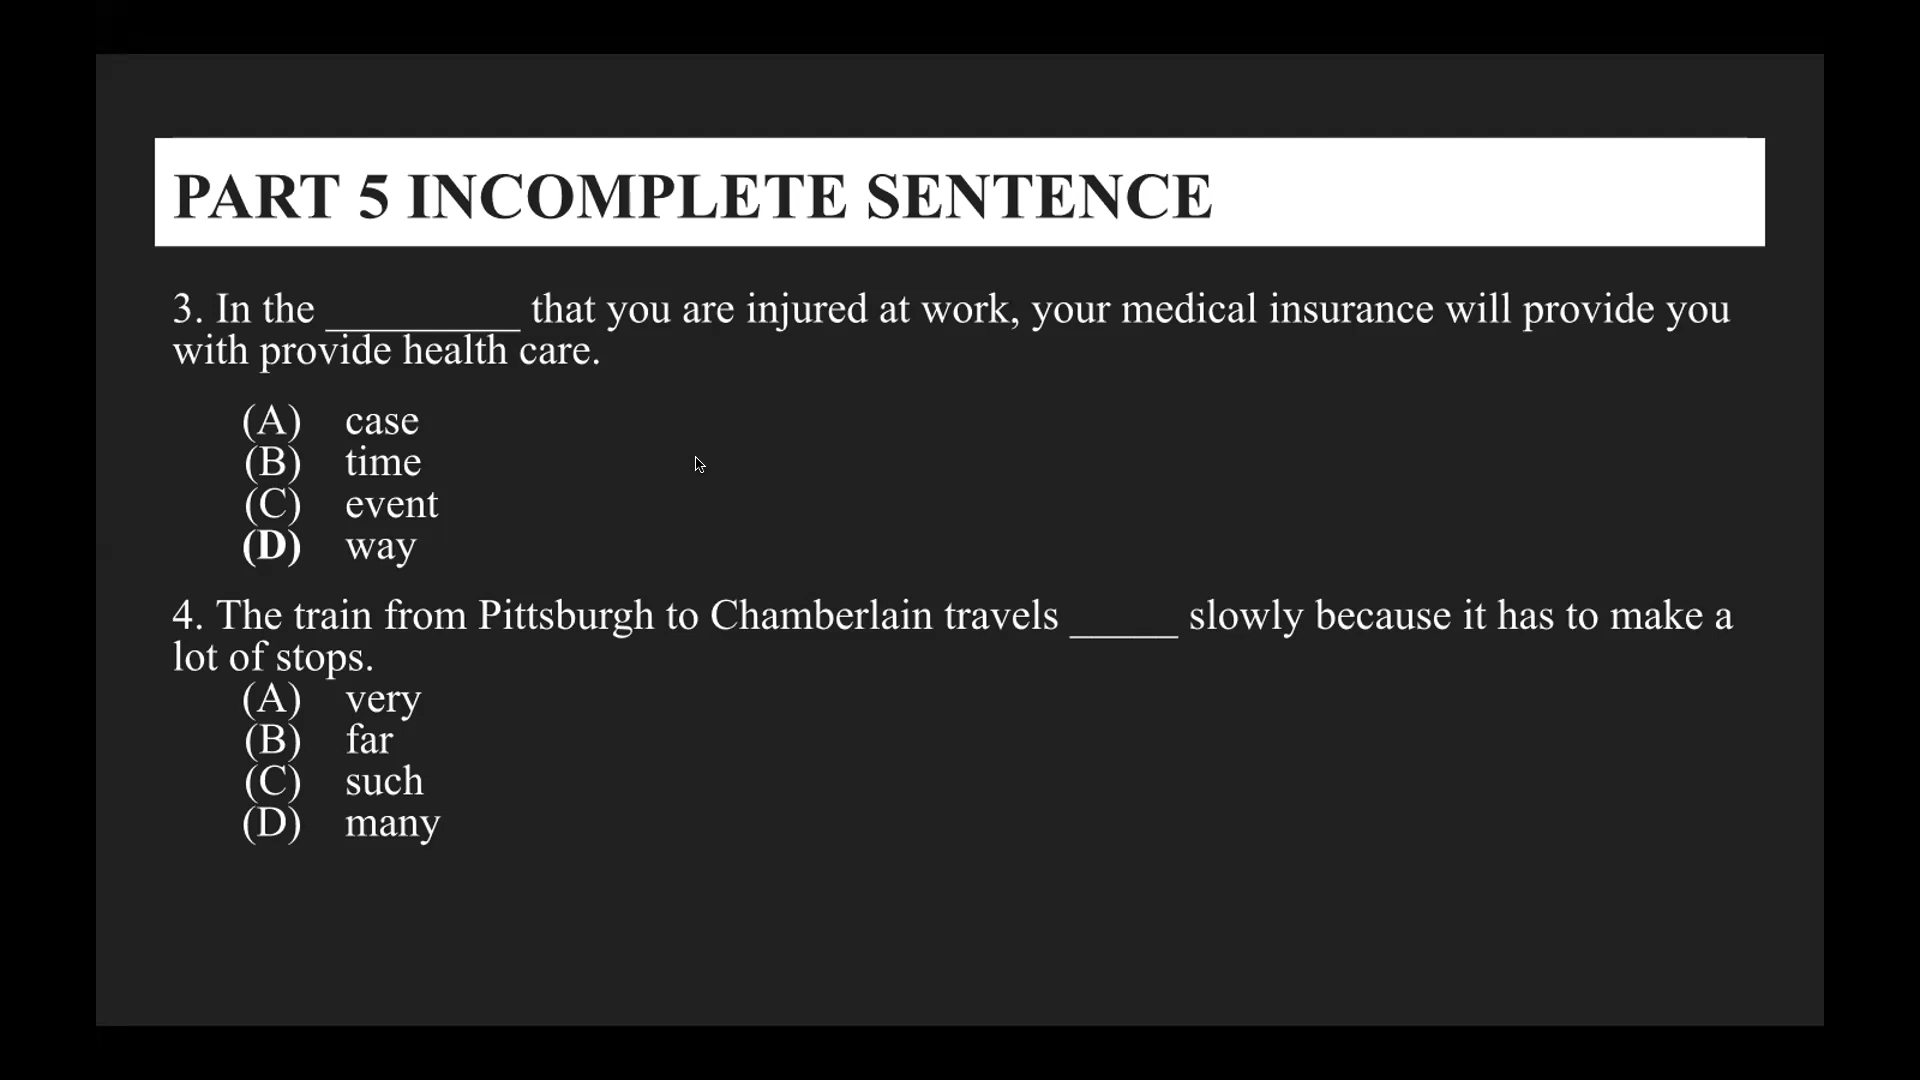 PART 5 INCOMPLETE SENTENCE
3. In the _________ that you are injured at work, your medical insurance will provide you
with provide health care.
(A) case
(B) time
(C) event
(D) way
4. The train from Pittsburgh to Chamberlain travels _____ slowly because it has to make a
lot of stops.
(A) very
(B) far
(C) such
(D) many